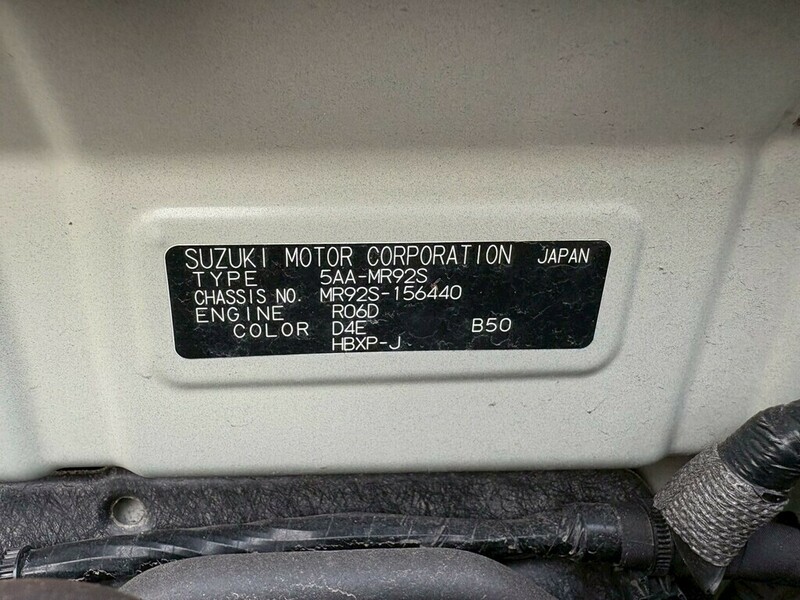 SUZUKI MOTOR CORPORATION JAPAN
TYPE 5AA-MR92S
CHASSIS NO. MR92S-156440
ENGINE R06D
COLOR D4E B50
HBXP-J